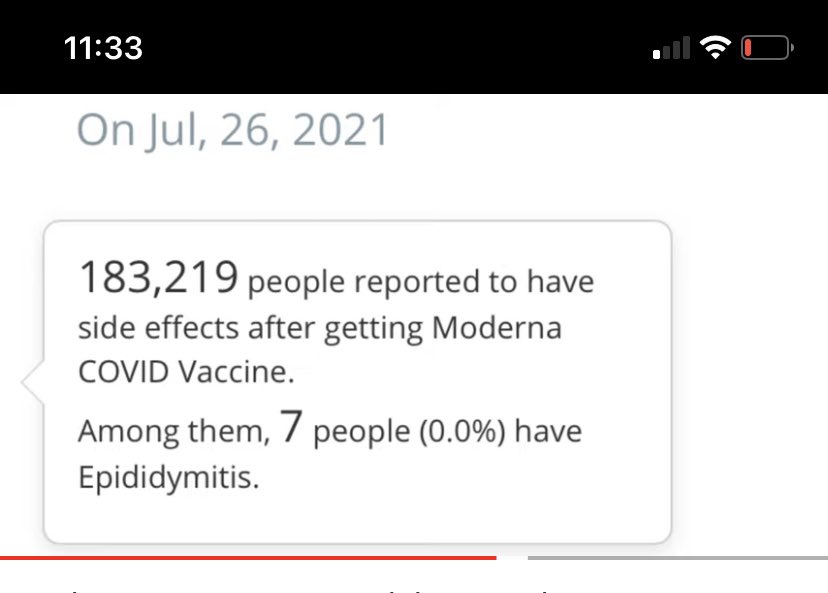 11:33
On Jul, 26, 2021
183,219 people reported to have
side effects after getting Moderna
COVID Vaccine.
Among them, 7 people (0.0%) have
Epididymitis.